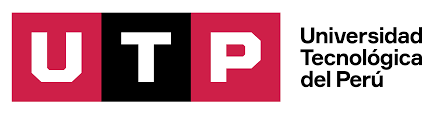 UTP
Universidad
Tecnológica
del Perú